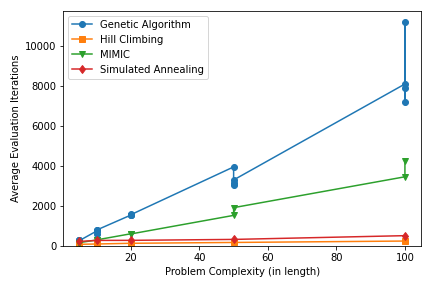 Genetic Algorithm
Hill Climbing
MIMIC
Simulated Annealing
Average Evaluation Iterations
10000
8000
6000
4000
2000
0
20 40 60 80 100
Problem Complexity (in length)